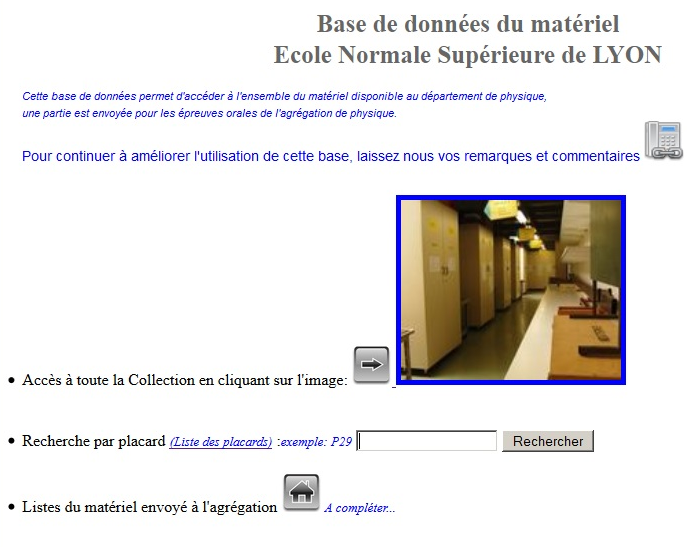 Base de données du matériel
Ecole Normale Supérieure de LYON
Cette base de données permet d'accéder à l'ensemble du matériel disponible au département de physique,
une partie est envoyée pour les épreuves orales de l'agrégation de physique.
Pour continuer à améliorer l'utilisation de cette base, laissez nous vos remarques et commentaires
Accès à toute la Collection en cliquant sur l'image:
Recherche par placard (Liste des placards) :exemple: P29 Rechercher
Listes du matériel envoyé à l'agrégation A compléter...